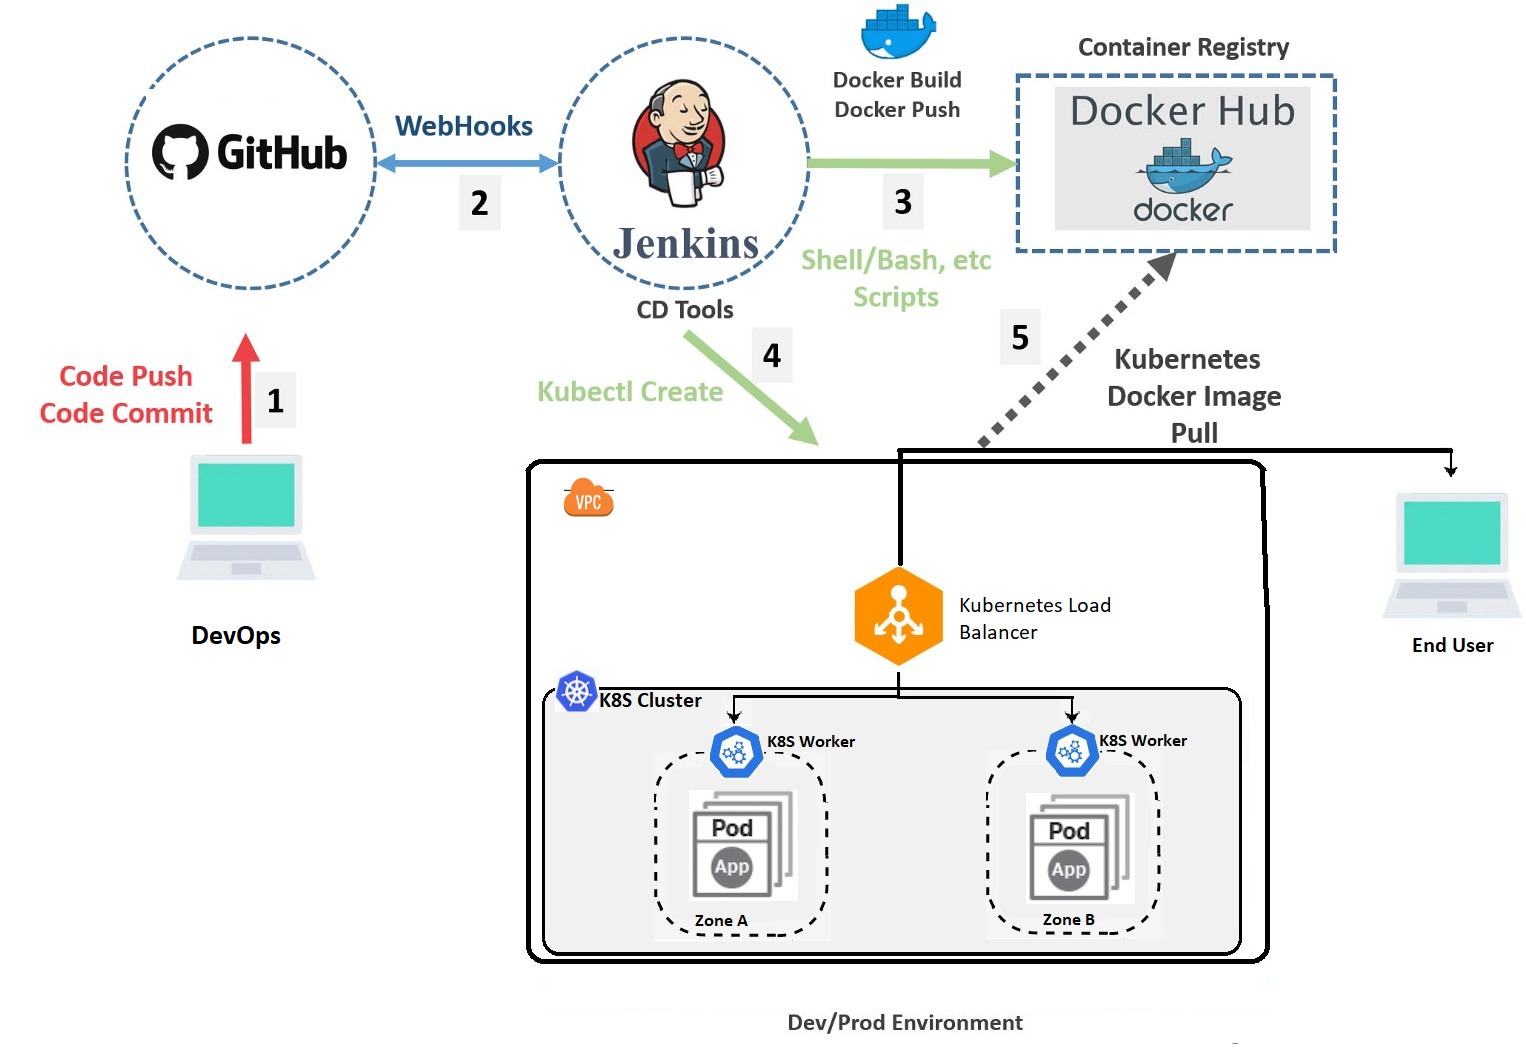 GitHub
WebHooks
2
Jenkins
CD Tools
Docker Build
Docker Push
3
Shell/Bash, etc
Scripts
Container Registry
Docker Hub
docker
Code Push
Code Commit
1
DevOps
4
Kubectl Create
5
Kubernetes
Docker Image
Pull
VPC
Kubernetes Load
Balancer
End User
K8S Cluster
K8S Worker
Pod
App
Zone A
K8S Worker
Pod
App
Zone B
Dev/Prod Environment